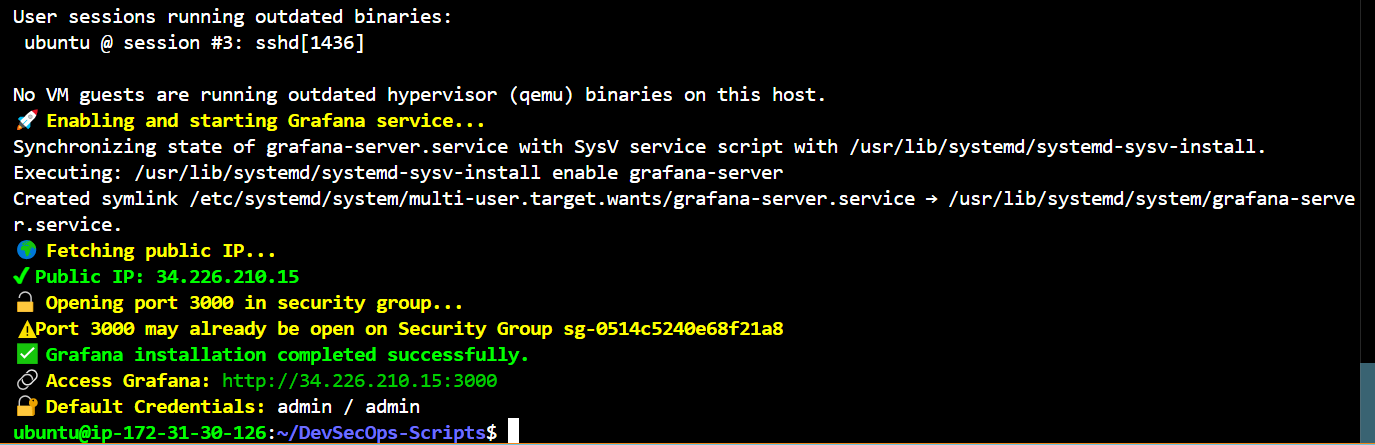 User sessions running outdated binaries:
 ubuntu @ session #3: sshd[1436]

No VM guests are running outdated hypervisor (qemu) binaries on this host.
🚀 Enabling and starting Grafana service...
Synchronizing state of grafana-server.service with SysV service script with /usr/lib/systemd/systemd-sysv-install.
Executing: /usr/lib/systemd/systemd-sysv-install enable grafana-server
Created symlink /etc/systemd/system/multi-user.target.wants/grafana-server.service → /usr/lib/systemd/system/grafana-serve
r.service.
🌍 Fetching public IP...
✔ Public IP: 34.226.210.15
🔓 Opening port 3000 in security group...
⚠️Port 3000 may already be open on Security Group sg-0514c5240e68f21a8
✅ Grafana installation completed successfully.
🔗 Access Grafana: http://34.226.210.15:3000
🔐 Default Credentials: admin / admin
ubuntu@ip-172-31-30-126:~/DevSecOps-Scripts$